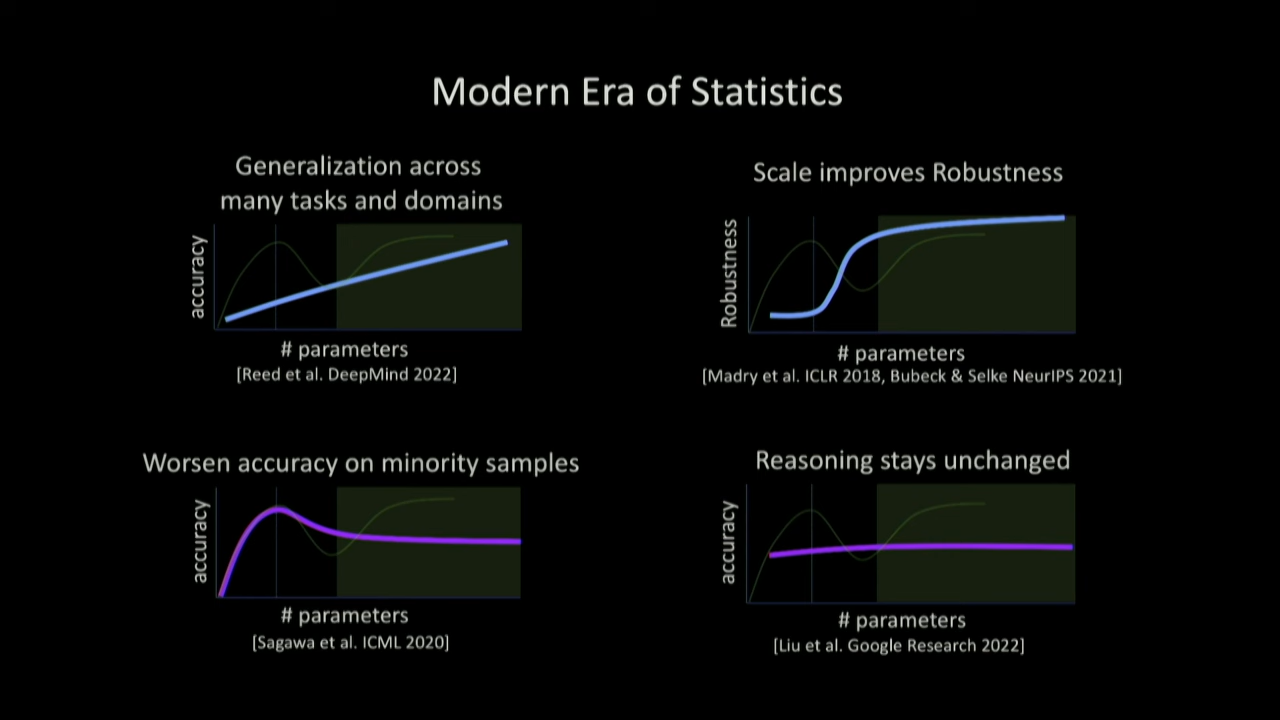 Modern Era of Statistics
Generalization across
many tasks and domains
accuracy
# parameters
[Reed et al. DeepMind 2022]
Scale improves Robustness
Robustness
# parameters
[Madry et al. ICLR 2018, Bubeck & Selke NeurIPS 2021]
Worsen accuracy on minority samples
accuracy
# parameters
[Sagawa et al. ICML 2020]
Reasoning stays unchanged
accuracy
# parameters
[Liu et al. Google Research 2022]